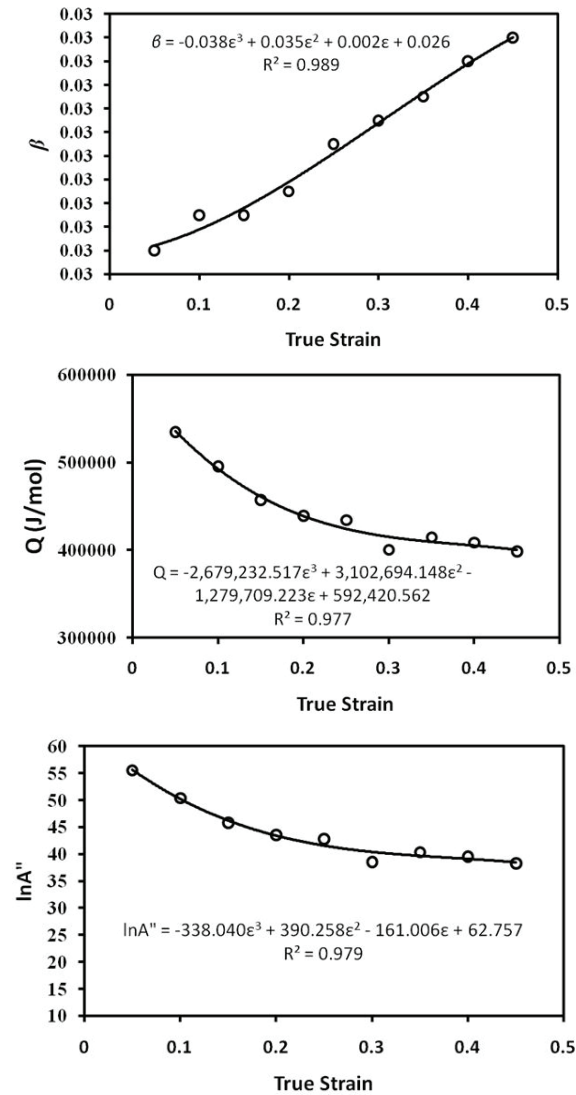 β = -0.038ε³ + 0.035ε² + 0.002ε + 0.026
R² = 0.989
0.03
0.03
0.03
0.03
0.03
0.03
0.03
0.03
0.03
0.03
0.03
0.03
β
0 0.1 0.2 0.3 0.4 0.5
True Strain
600000
500000
400000
300000
Q (J/mol)
Q = -2,679,232.517ε³ + 3,102,694.148ε² -
1,279,709.223ε + 592,420.562
R² = 0.977
0 0.1 0.2 0.3 0.4 0.5
True Strain
60
55
50
45
40
35
30
25
20
15
10
lnA"
lnA" = -338.040ε³ + 390.258ε² - 161.006ε + 62.757
R² = 0.979
0 0.1 0.2 0.3 0.4 0.5
True Strain